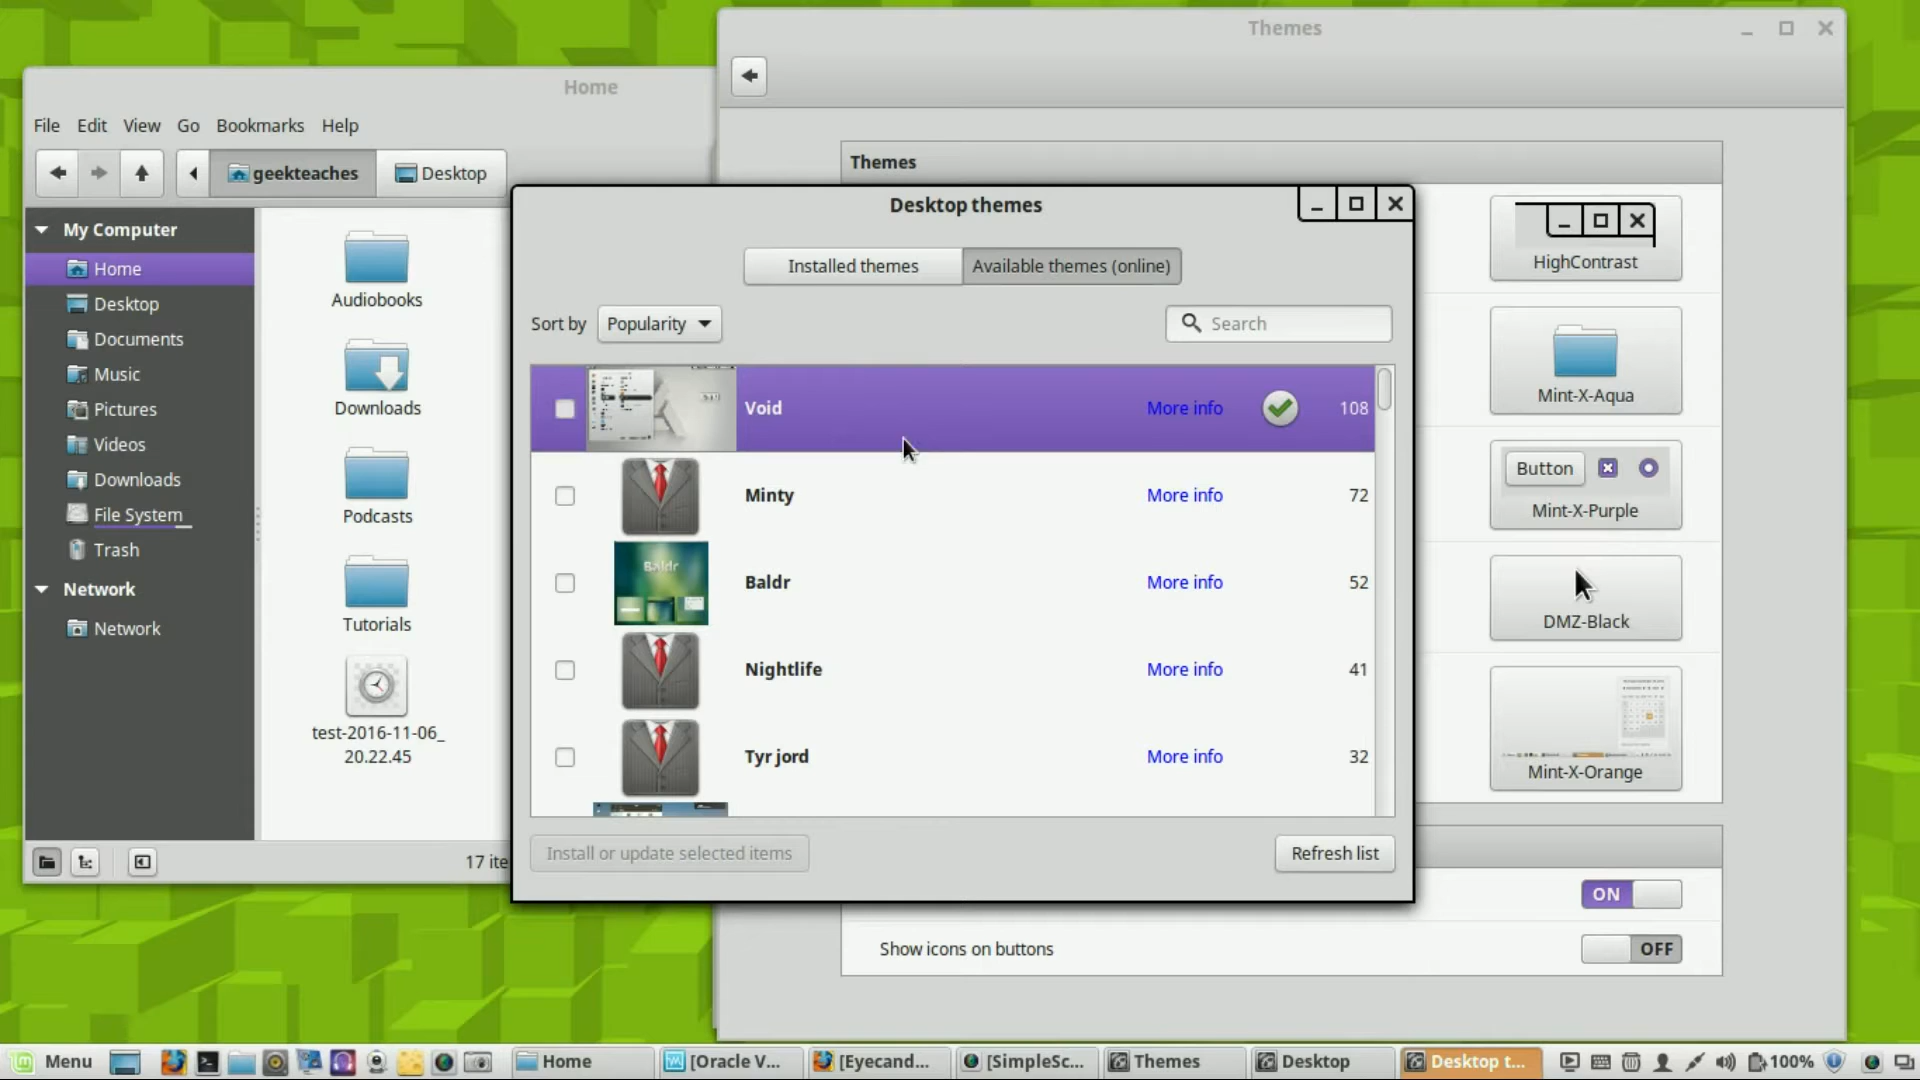 Themes
Home
File Edit View Go Bookmarks Help
geekteaches Desktop
My Computer
Home
Desktop
Documents
Music
Pictures
Videos
Downloads
File System
Trash
Network
Network
Audiobooks
Downloads
Podcasts
Tutorials
test-2016-11-06_
20.22.45
17 ite
Themes
HighContrast
Mint-X-Aqua
Button
Mint-X-Purple
DMZ-Black
Mint-X-Orange
ON
Show icons on buttons OFF
Desktop themes
Installed themes Available themes (online)
Sort by Popularity Search
Void More info 108
Minty More info 72
Baldr
Baldr More info 52
Nightlife More info 41
Tyr jord More info 32
Install or update selected items Refresh list
Menu Home [Oracle V... [Eyecand... [SimpleSc... Themes Desktop Desktop t... 100%